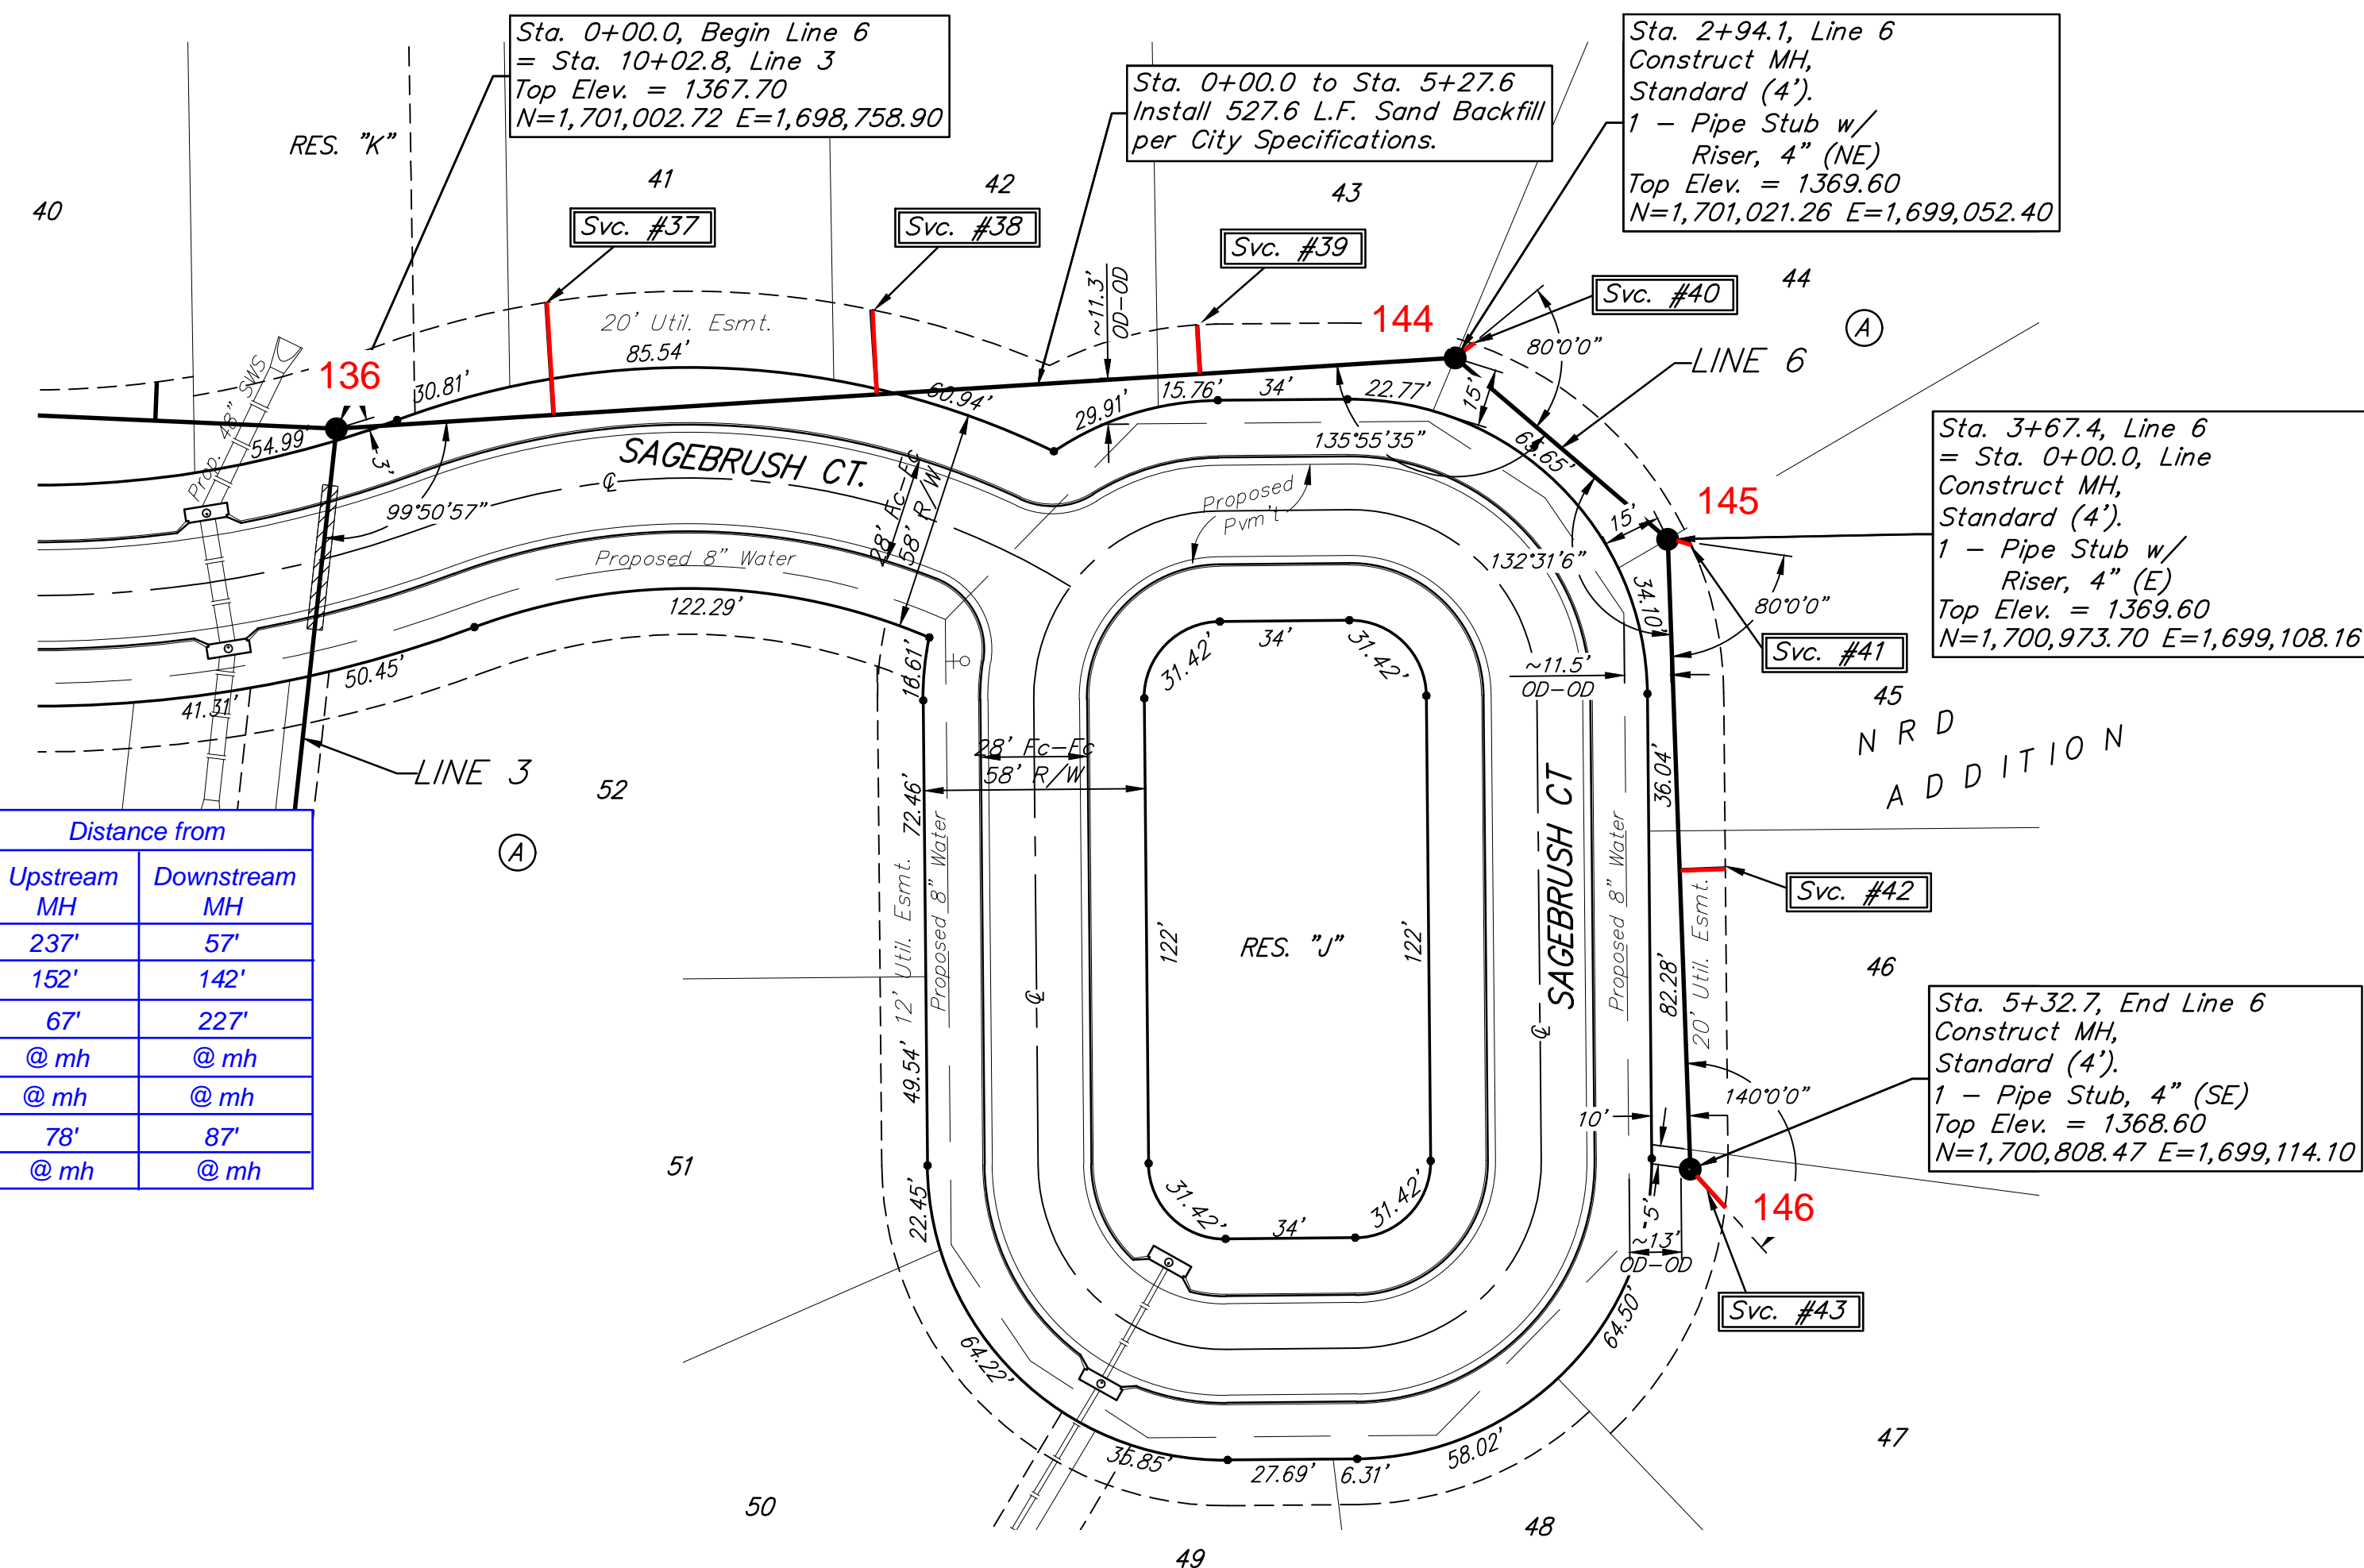 Sta. 0+00.0, Begin Line 6
= Sta. 10+02.8, Line 3
Top Elev. = 1367.70
N=1,701,002.72 E=1,698,758.90
Sta. 0+00.0 to Sta. 5+27.6
Install 527.6 L.F. Sand Backfill
per City Specifications.
Sta. 2+94.1, Line 6
Construct MH,
Standard (4').
1 - Pipe Stub w/
Riser, 4" (NE)
Top Elev. = 1369.60
N=1,701,021.26 E=1,699,052.40
RES. "K"
40
41
42
43
44
Svc. #37
Svc. #38
Svc. #39
Svc. #40
A
20' Util. Esmt.
~11.3'
OD-OD
136
144
80°0'0"
LINE 6
Prop. 48" SWS
54.99'
30.81'
85.54'
60.94'
29.91'
15.76'
34'
22.77'
15'
65.65'
3'
99°50'57"
SAGEBRUSH CT.
135°55'35"
℄
28' Fc-Fc
58' R/W
Proposed
Pvm't
Sta. 3+67.4, Line 6
= Sta. 0+00.0, Line
Construct MH,
Standard (4').
1 - Pipe Stub w/
Riser, 4" (E)
Top Elev. = 1369.60
N=1,700,973.70 E=1,699,108.16
145
15'
132°31'6"
34.10'
80°0'0"
Svc. #41
Proposed 8" Water
122.29'
50.45'
41.31'
16.61'
31.42'
34'
31.42'
~11.5'
OD-OD
45
N R D
A D D I T I O N
LINE 3
52
A
28' Fc-Fc
58' R/W
72.46'
36.04'
Proposed 8" Water
12' Util. Esmt.
122'
RES. "J"
122'
℄
℄
SAGEBRUSH CT
Proposed 8" Water
Svc. #42
20' Util. Esmt.
82.28'
46
Distance from
Upstream MH Downstream MH
237' 57'
152' 142'
67' 227'
@ mh @ mh
@ mh @ mh
78' 87'
@ mh @ mh
Sta. 5+32.7, End Line 6
Construct MH,
Standard (4').
1 - Pipe Stub, 4" (SE)
Top Elev. = 1368.60
N=1,700,808.47 E=1,699,114.10
49.54'
51
10'
140°0'0"
146
5'
~13'
OD-OD
22.45'
31.42'
34'
31.42'
Svc. #43
64.22'
64.50'
35.85'
27.69'
6.31'
58.02'
47
50
48
49